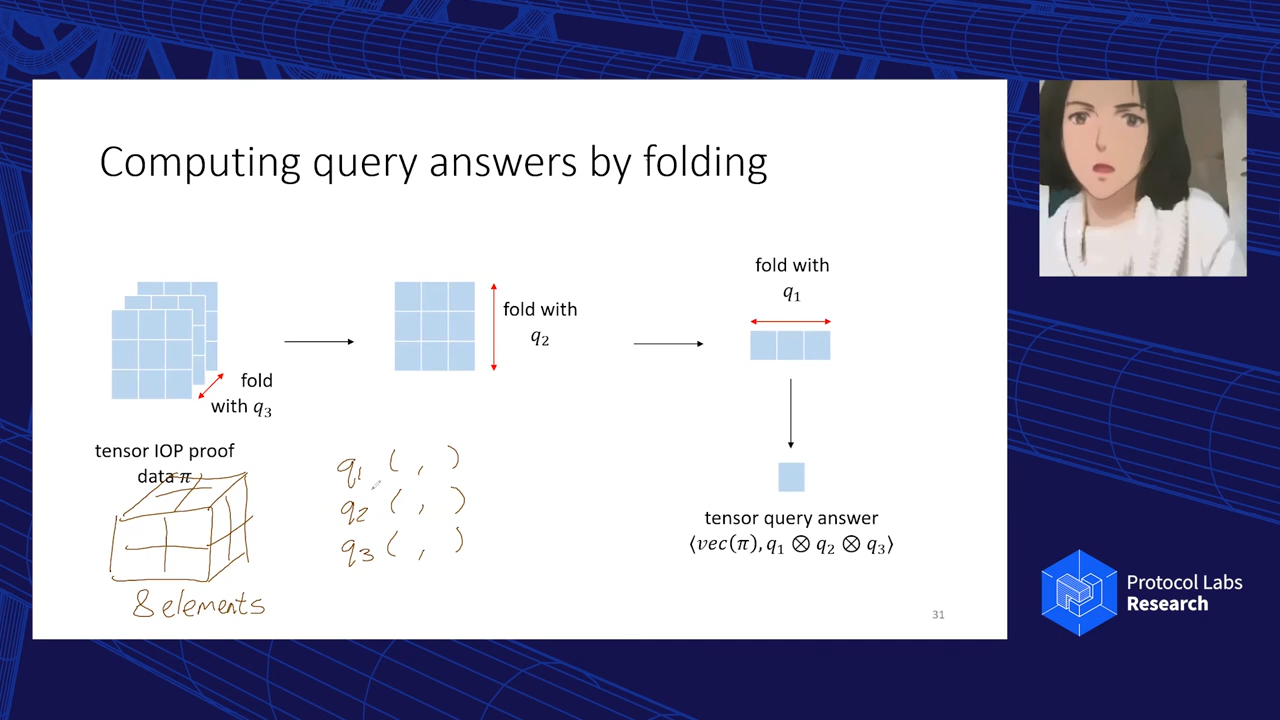 Computing query answers by folding
fold with
q₁
fold with
q₂
fold
with q₃
tensor IOP proof
data π
q₁ ( , )
q₂ ( , )
q₃ ( , )
8 elements
tensor query answer
⟨vec(π), q₁ ⊗ q₂ ⊗ q₃⟩
31
Protocol Labs
Research